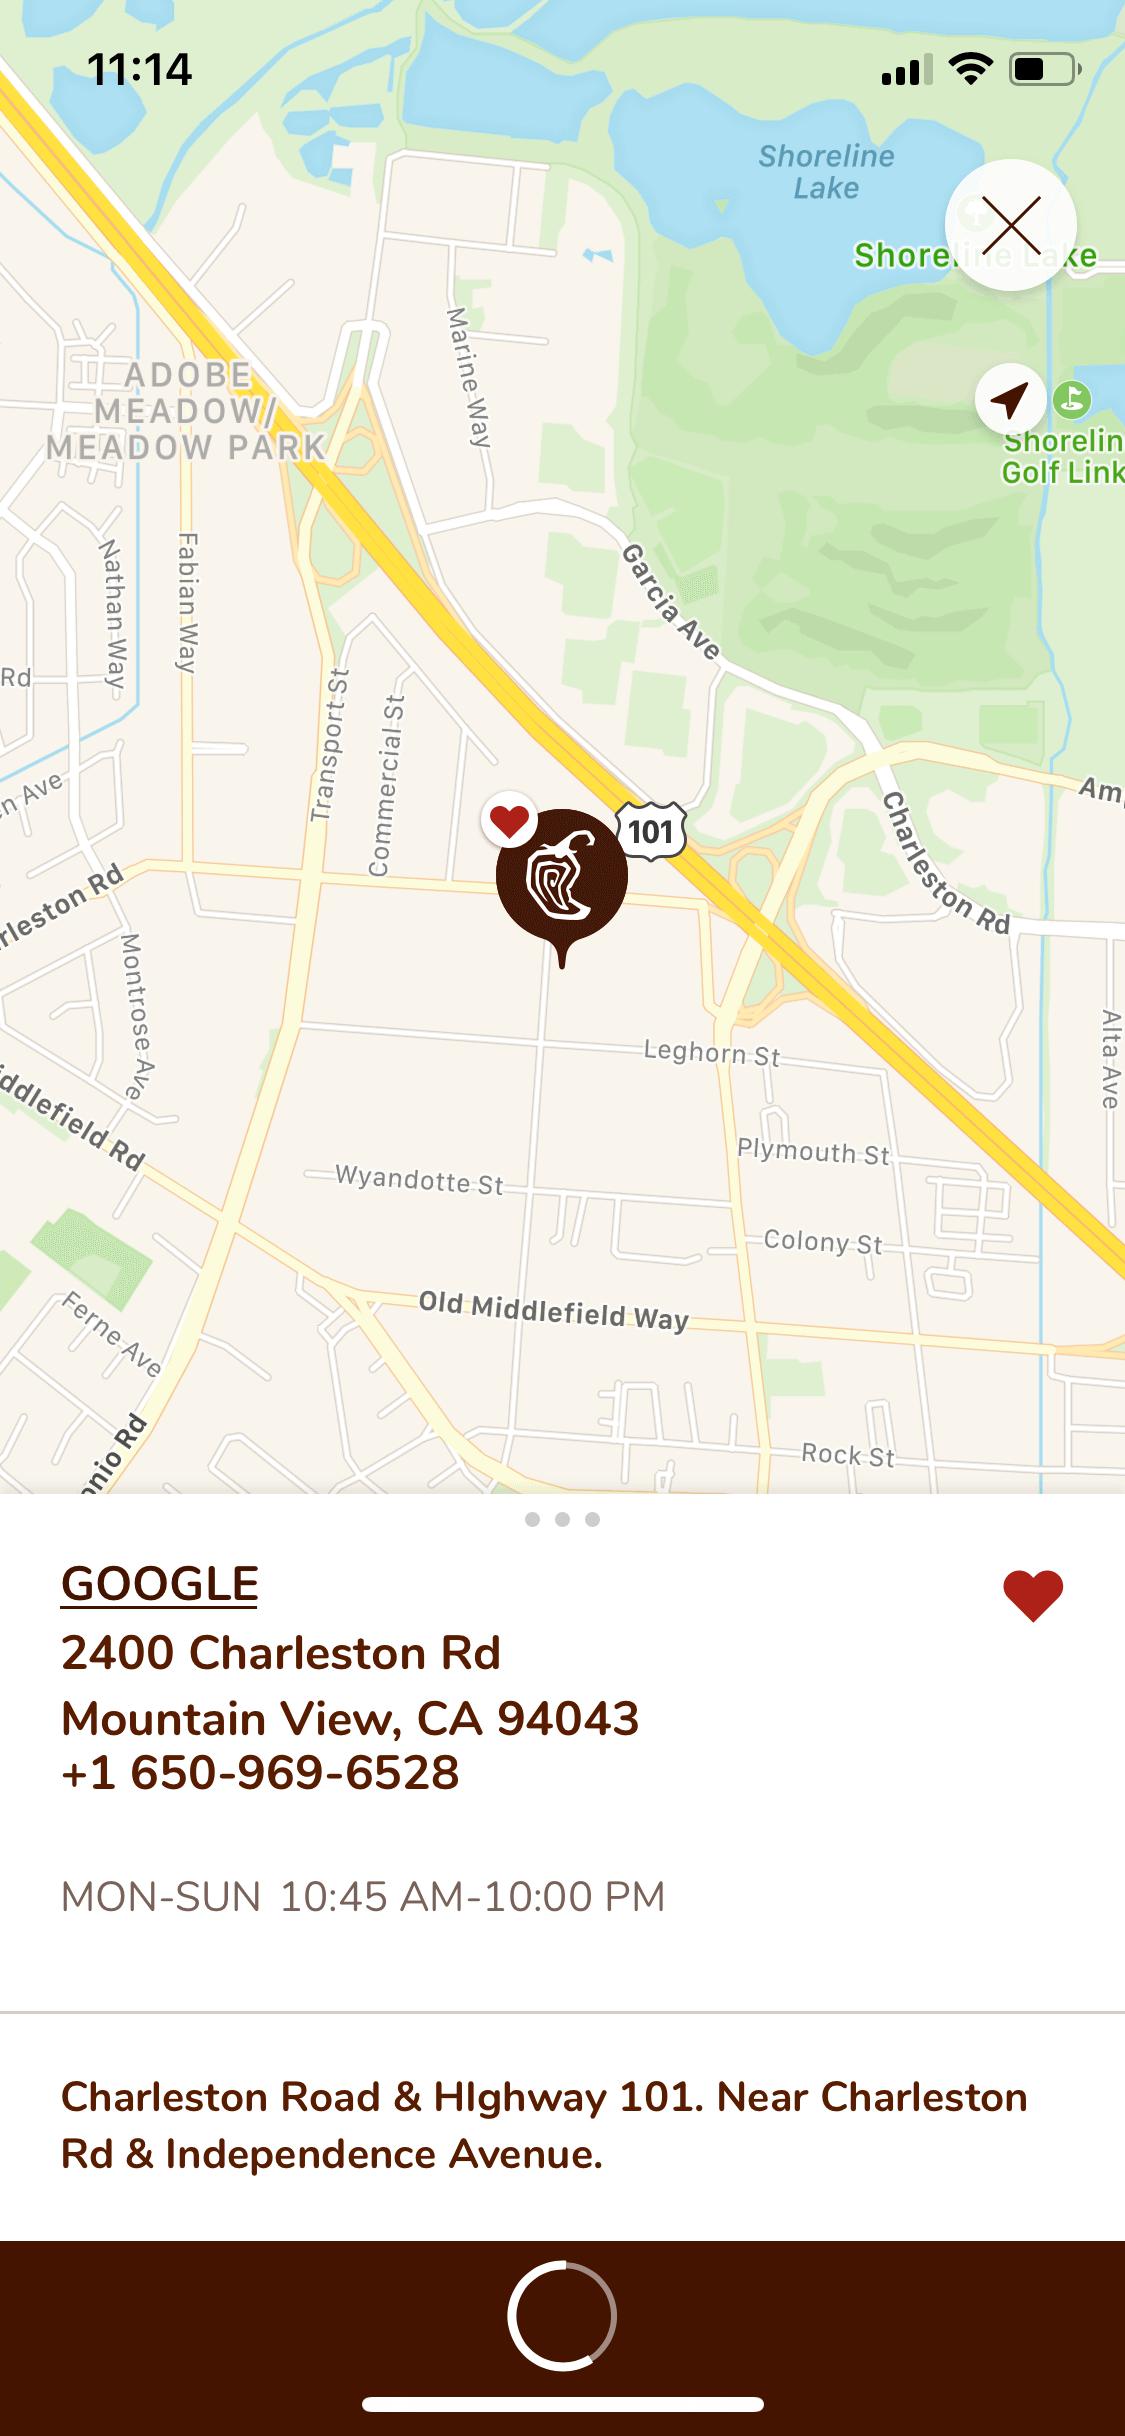 11:14
Shoreline
Lake
Shoreline Lake
ADOBE
MEADOW/
MEADOW PARK
Marine Way
Shorelin
Golf Link
Nathan Way
Fabian Way
Garcia Ave
Rd
Transport St
Commercial St
en Ave
Am
101
Charleston Rd
rleston Rd
Montrose Ave
Leghorn St
Alta Ave
iddlefield Rd
Plymouth St
Wyandotte St
Colony St
Old Middlefield Way
Ferne Ave
onio Rd
Rock St
GOOGLE
2400 Charleston Rd
Mountain View, CA 94043
+1 650-969-6528
MON-SUN 10:45 AM-10:00 PM
Charleston Road & HIghway 101. Near Charleston
Rd & Independence Avenue.